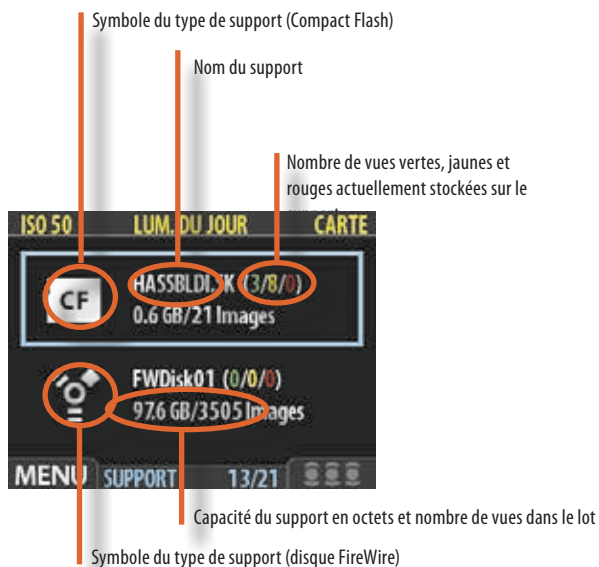 Symbole du type de support (Compact Flash)
Nom du support
Nombre de vues vertes, jaunes et
rouges actuellement stockées sur le
ISO 50 LUM. DU JOUR CARTE
CF HASSBLDI.SK (3/8/0)
0.6 GB/21 Images
FWDisk01 (0/0/0)
97.6 GB/3505 Images
MENU SUPPORT 13/21
Capacité du support en octets et nombre de vues dans le lot
Symbole du type de support (disque FireWire)